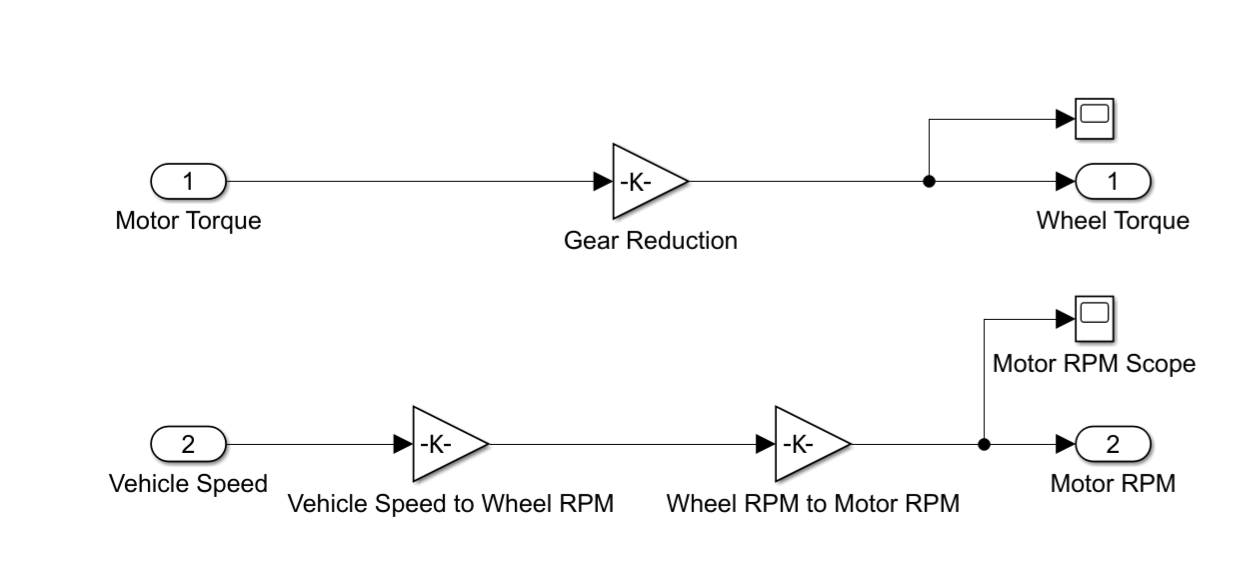 1
-K-
1
Motor Torque
Gear Reduction
Wheel Torque
Motor RPM Scope
2
-K-
-K-
2
Vehicle Speed
Vehicle Speed to Wheel RPM
Wheel RPM to Motor RPM
Motor RPM